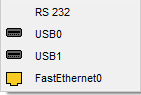 RS 232
USB0
USB1
FastEthernet0